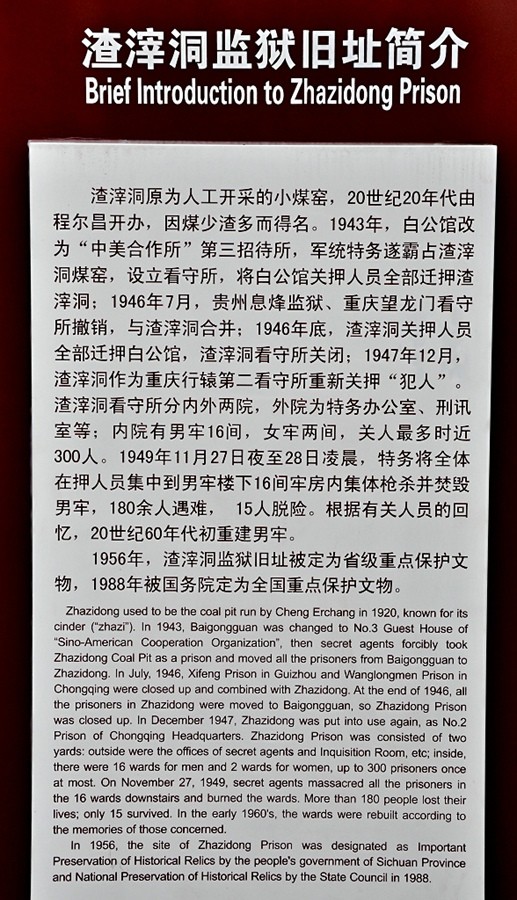 渣滓洞监狱旧址简介
Brief Introduction to Zhazidong Prison
渣滓洞原为人工开采的小煤窑，20世纪20年代由
程尔昌开办，因煤少渣多而得名。1943年，白公馆改
为“中美合作所”第三招待所，军统特务遂霸占渣滓
洞煤窑，设立看守所，将白公馆关押人员全部迁押渣
滓洞；1946年7月，贵州息烽监狱、重庆望龙门看守
所撤销，与渣滓洞合并；1946年底，渣滓洞关押人员
全部迁押白公馆，渣滓洞看守所关闭；1947年12月，
渣滓洞作为重庆行辕第二看守所重新关押“犯人”。
渣滓洞看守所分内外两院，外院为特务办公室、刑讯
室等；内院有男牢16间，女牢两间，关人最多时近
300人。1949年11月27日夜至28日凌晨，特务将全体
在押人员集中到男牢楼下16间牢房内集体枪杀并焚毁
男牢，180余人遇难， 15人脱险。根据有关人员的回
忆，20世纪60年代初重建男牢。
1956年，渣滓洞监狱旧址被定为省级重点保护文
物，1988年被国务院定为全国重点保护文物。
Zhazidong used to be the coal pit run by Cheng Erchang in 1920, known for its
cinder (“zhazi”). In 1943, Baigongguan was changed to No.3 Guest House of
“Sino-American Cooperation Organization”, then secret agents forcibly took
Zhazidong Coal Pit as a prison and moved all the prisoners from Baigongguan to
Zhazidong. In July, 1946, Xifeng Prison in Guizhou and Wanglongmen Prison in
Chongqing were closed up and combined with Zhazidong. At the end of 1946, all
the prisoners in Zhazidong were moved to Baigongguan, so Zhazidong Prison
was closed up. In December 1947, Zhazidong was put into use again, as No.2
Prison of Chongqing Headquarters. Zhazidong Prison was consisted of two
yards: outside were the offices of secret agents and Inquisition Room, etc; inside,
there were 16 wards for men and 2 wards for women, up to 300 prisoners once
at most. On November 27, 1949, secret agents massacred all the prisoners in
the 16 wards downstairs and burned the wards. More than 180 people lost their
lives; only 15 survived. In the early 1960's, the wards were rebuilt according to
the memories of those concerned.
In 1956, the site of Zhazidong Prison was designated as Important
Preservation of Historical Relics by the people's government of Sichuan Province
and National Preservation of Historical Relics by the State Council in 1988.